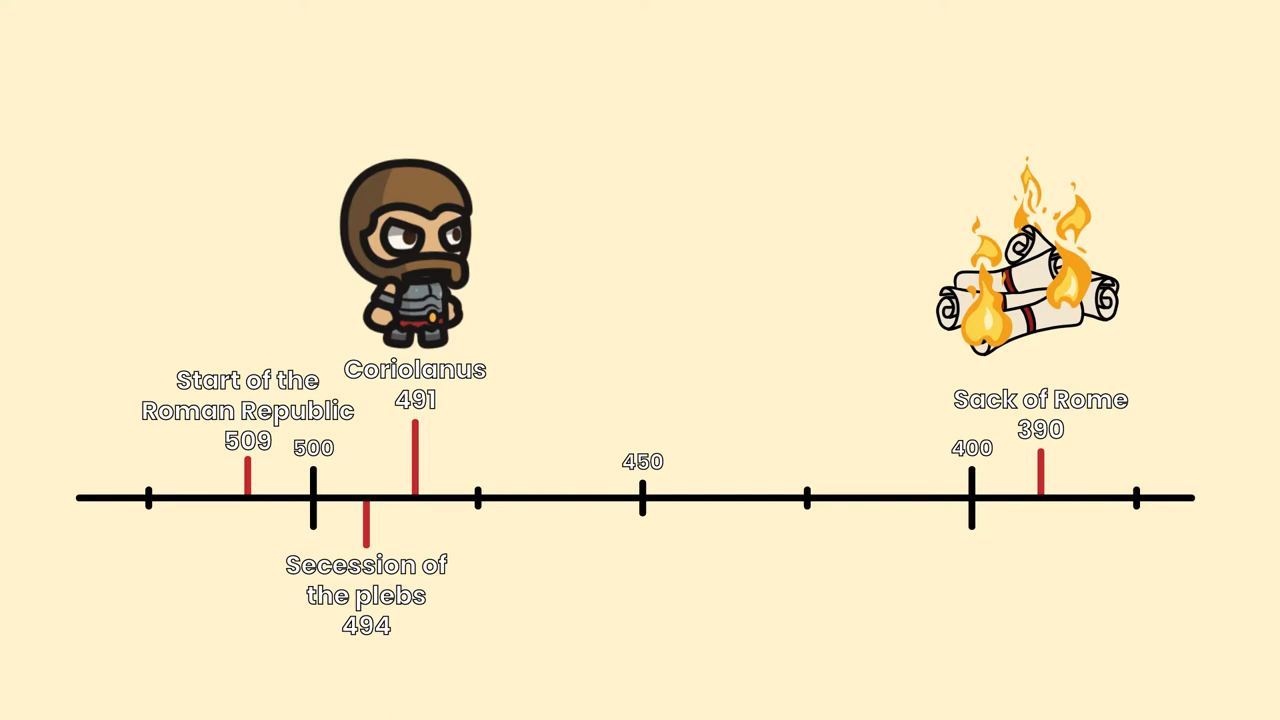 Start of the
Roman Republic
509
500
Coriolanus
491
Secession of
the plebs
494
450
400
Sack of Rome
390